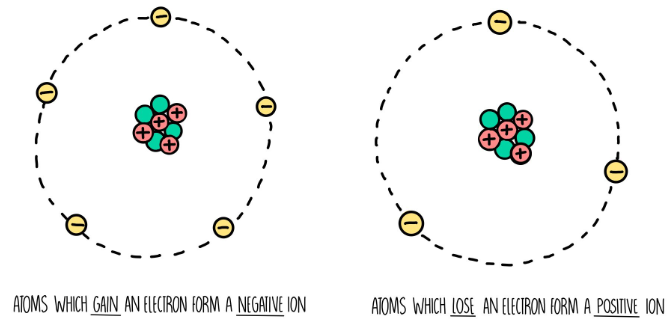 ATOMS WHICH GAIN AN ELECTRON FORM A NEGATIVE ION
ATOMS WHICH LOSE AN ELECTRON FORM A POSITIVE ION